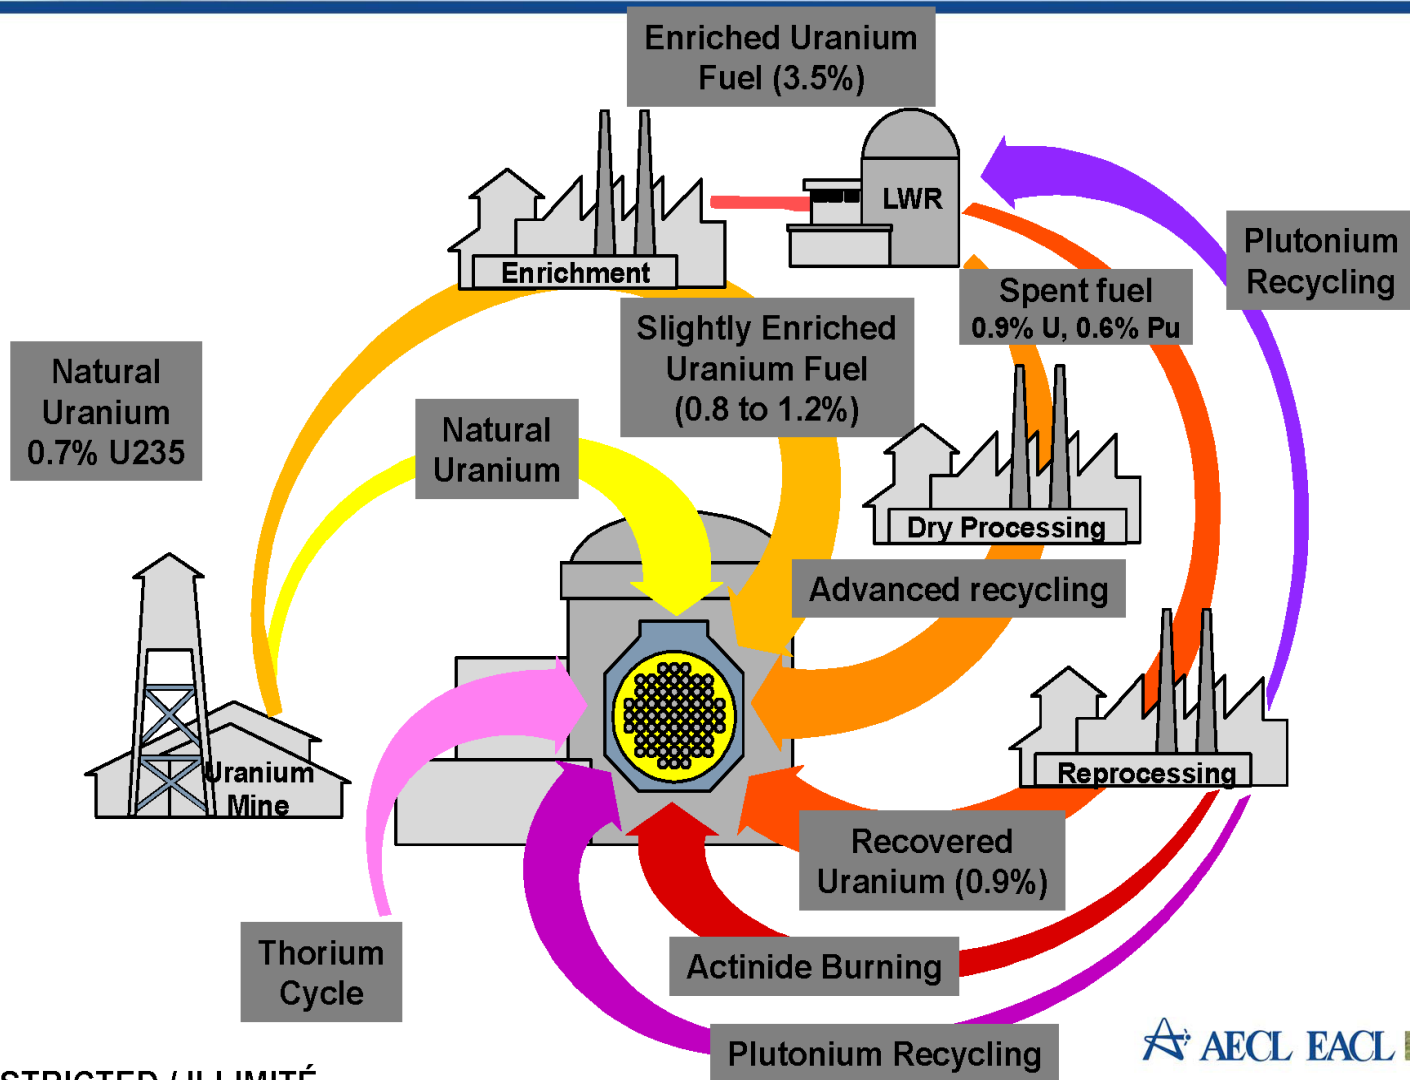 Enriched Uranium
Fuel (3.5%)
LWR
Enrichment
Plutonium
Recycling
Spent fuel
0.9% U, 0.6% Pu
Slightly Enriched
Uranium Fuel
(0.8 to 1.2%)
Natural
Uranium
0.7% U235
Natural
Uranium
Dry Processing
Advanced recycling
Uranium
Mine
Reprocessing
Recovered
Uranium (0.9%)
Thorium
Cycle
Actinide Burning
Plutonium Recycling
AECL EACL